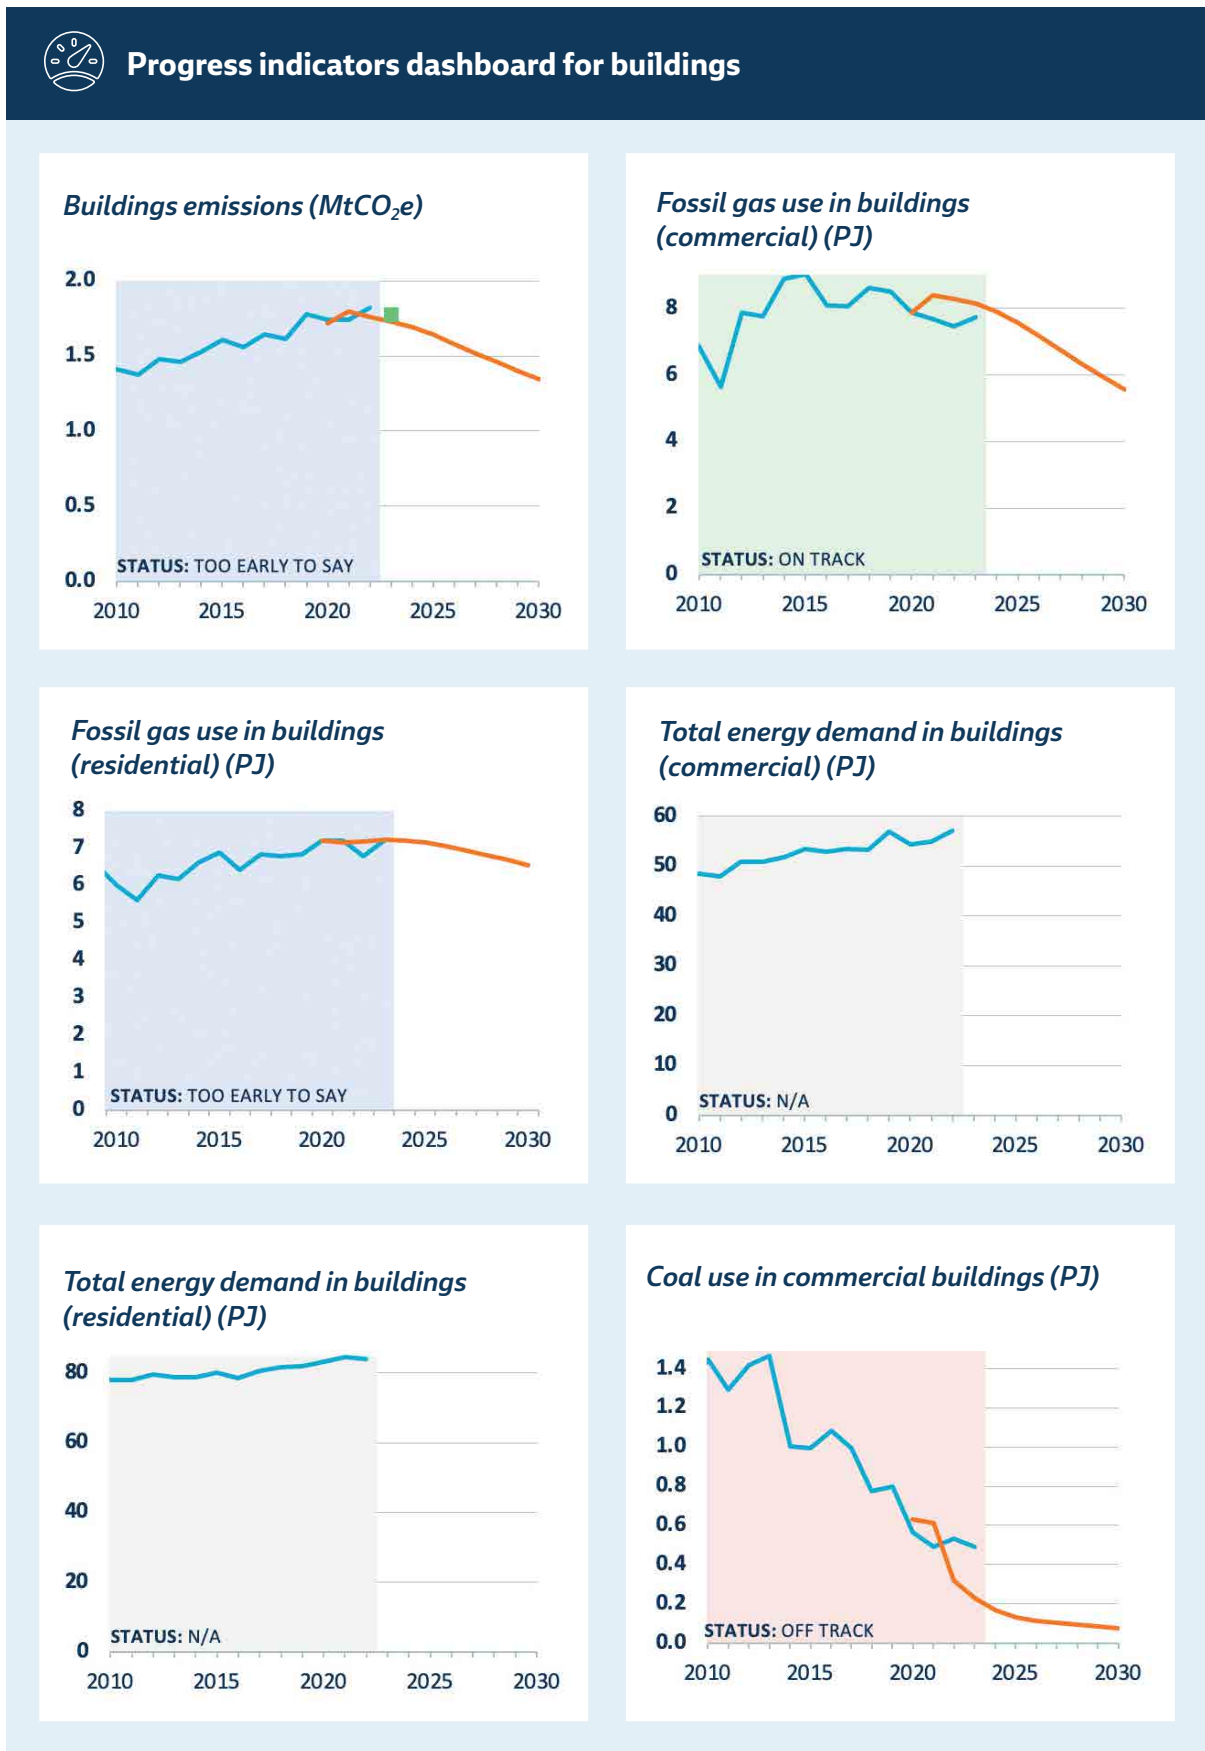 Progress indicators dashboard for buildings
Buildings emissions (MtCO₂e)
2.0
1.5
1.0
0.5
0.0
STATUS: TOO EARLY TO SAY
2010 2015 2020 2025 2030
Fossil gas use in buildings
(commercial) (PJ)
8
6
4
2
0
STATUS: ON TRACK
2010 2015 2020 2025 2030
Fossil gas use in buildings
(residential) (PJ)
8
7
6
5
4
3
2
1
0
STATUS: TOO EARLY TO SAY
2010 2015 2020 2025 2030
Total energy demand in buildings
(commercial) (PJ)
60
50
40
30
20
10
0
STATUS: N/A
2010 2015 2020 2025 2030
Total energy demand in buildings
(residential) (PJ)
80
60
40
20
0
STATUS: N/A
2010 2015 2020 2025 2030
Coal use in commercial buildings (PJ)
1.4
1.2
1.0
0.8
0.6
0.4
0.2
0.0
STATUS: OFF TRACK
2010 2015 2020 2025 2030